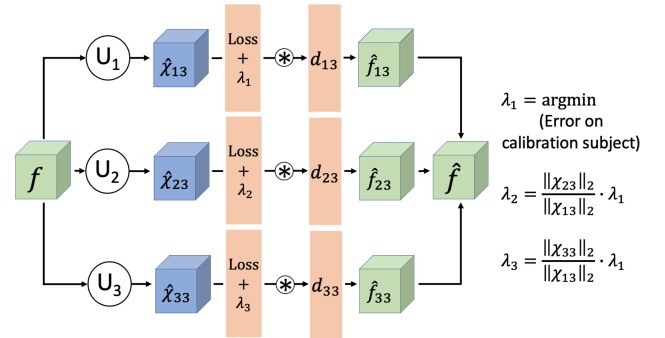 f
U₁
χ̂₁₃
Loss
+
λ₁
⊛
d₁₃
f̂₁₃
U₂
χ̂₂₃
Loss
+
λ₂
⊛
d₂₃
f̂₂₃
f̂
U₃
χ̂₃₃
Loss
+
λ₃
⊛
d₃₃
f̂₃₃
λ₁ = argmin
(Error on
calibration subject)
λ₂ = ‖χ₂₃‖₂ / ‖χ₁₃‖₂ · λ₁
λ₃ = ‖χ₃₃‖₂ / ‖χ₁₃‖₂ · λ₁